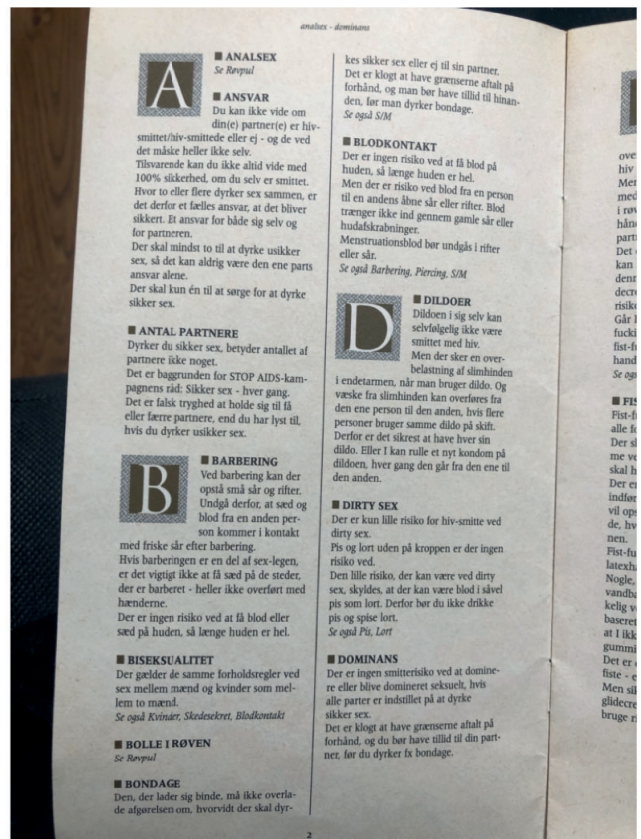 analsex - dominans
A
■ ANALSEX
Se Røvpul
■ ANSVAR
Du kan ikke vide om
din(e) partner(e) er hiv-
smittet/hiv-smittede eller ej - og de ved
det måske heller ikke selv.
Tilsvarende kan du ikke altid vide med
100% sikkerhed, om du selv er smittet.
Hvor to eller flere dyrker sex sammen, er
det derfor et fælles ansvar, at det bliver
sikkert. Et ansvar for både sig selv og
for partneren.
Der skal mindst to til at dyrke usikker
sex, så det kan aldrig være den ene parts
ansvar alene.
Der skal kun én til at sørge for at dyrke
sikker sex.
■ ANTAL PARTNERE
Dyrker du sikker sex, betyder antallet af
partnere ikke noget.
Det er baggrunden for STOP AIDS-kam-
pagnens råd: Sikker sex - hver gang.
Det er falsk tryghed at holde sig til få
eller færre partnere, end du har lyst til,
hvis du dyrker usikker sex.
B
■ BARBERING
Ved barbering kan der
opstå små sår og rifter.
Undgå derfor, at sæd og
blod fra en anden per-
son kommer i kontakt
med friske sår efter barbering.
Hvis barberingen er en del af sex-legen,
er det vigtigt ikke at få sæd på de steder,
der er barberet - heller ikke overført med
hænderne.
Der er ingen risiko ved at få blod eller
sæd på huden, så længe huden er hel.
■ BISEKSUALITET
Der gælder de samme forholdsregler ved
sex mellem mænd og kvinder som mel-
lem to mænd.
Se også Kvinder, Skedesekret, Blodkontakt
■ BOLLE I RØVEN
Se Røvpul
■ BONDAGE
Den, der lader sig binde, må ikke overla-
de afgørelsen om, hvorvidt der skal dyr-
kes sikker sex eller ej til sin partner.
Det er klogt at have grænserne aftalt på
forhånd, og man bør have tillid til hinan-
den, før man dyrker bondage.
Se også S/M
■ BLODKONTAKT
Der er ingen risiko ved at få blod på
huden, så længe huden er hel.
Men der er risiko ved blod fra en person
til en andens åbne sår eller rifter. Blod
trænger ikke ind gennem gamle sår eller
hudafskrabninger.
Menstruationsblod bør undgås i rifter
eller sår.
Se også Barbering, Piercing, S/M
D
■ DILDOER
Dildoen i sig selv kan
selvfølgelig ikke være
smittet med hiv.
Men der sker en over-
belastning af slimhinden
i endetarmen, når man bruger dildo. Og
væske fra slimhinden kan overføres fra
den ene person til den anden, hvis flere
personer bruger samme dildo på skift.
Derfor er det sikrest at have hver sin
dildo. Eller I kan rulle et nyt kondom på
dildoen, hver gang den går fra den ene til
den anden.
■ DIRTY SEX
Der er kun lille risiko for hiv-smitte ved
dirty sex.
Pis og lort uden på kroppen er der ingen
risiko ved.
Den lille risiko, der kan være ved dirty
sex, skyldes, at der kan være blod i såvel
pis som lort. Derfor bør du ikke drikke
pis og spise lort.
Se også Pis, Lort
■ DOMINANS
Der er ingen smitterisiko ved at domine-
re eller blive domineret seksuelt, hvis
alle parter er indstillet på at dyrke
sikker sex.
Det er klogt at have grænserne aftalt på
forhånd, og du bør have tillid til din part-
ner, før du dyrker fx bondage.
2